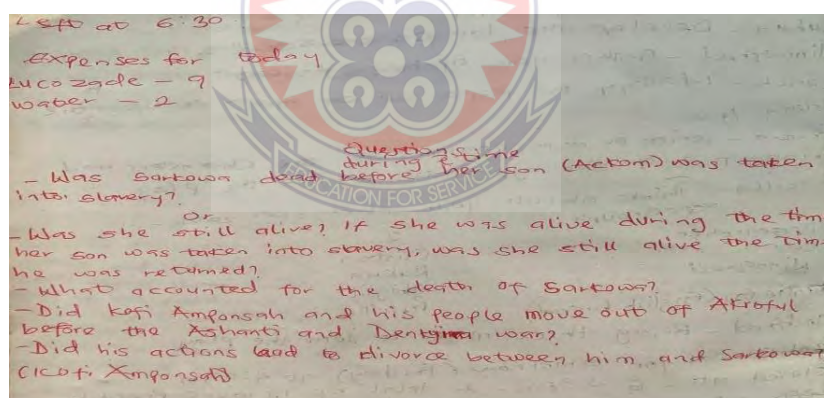 Left at 6:30
Expenses for today
Lucozade - 9
water - 2
Questions time
- Was Sarkowa dead before her son (Ackom) was taken
during
into slavery?
EDUCATION FOR SERVICE
Or
- Was she still alive? If she was alive during the tim
her son was taken into slavery, was she still alive the tim
he was returned?
- What accounted for the death of Sarkowa?
- Did Kofi Amponsah and his people move out of Akroful
before the Ashanti and Denkyira war?
- Did his actions lead to divorce between him and Sarkowa?
(Kofi Amponsah)